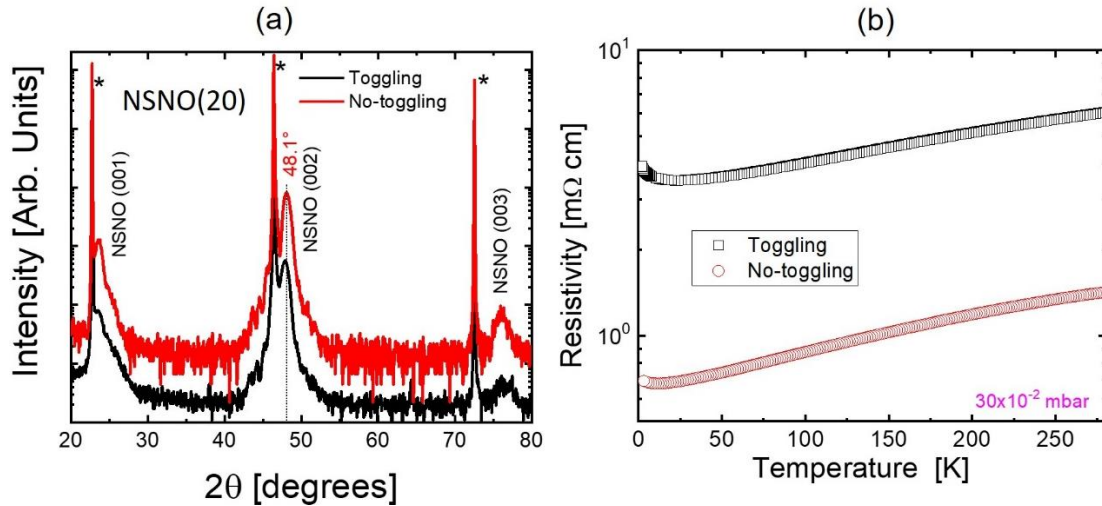 (a)
NSNO(20)
*
*
*
Toggling
No-toggling
NSNO (001)
48.1°
NSNO (002)
NSNO (003)
Intensity [Arb. Units]
20 30 40 50 60 70 80
2θ [degrees]
(b)
10¹
10⁰
Resistivity [mΩ cm]
Toggling
No-toggling
30x10⁻² mbar
0 50 100 150 200 250
Temperature [K]